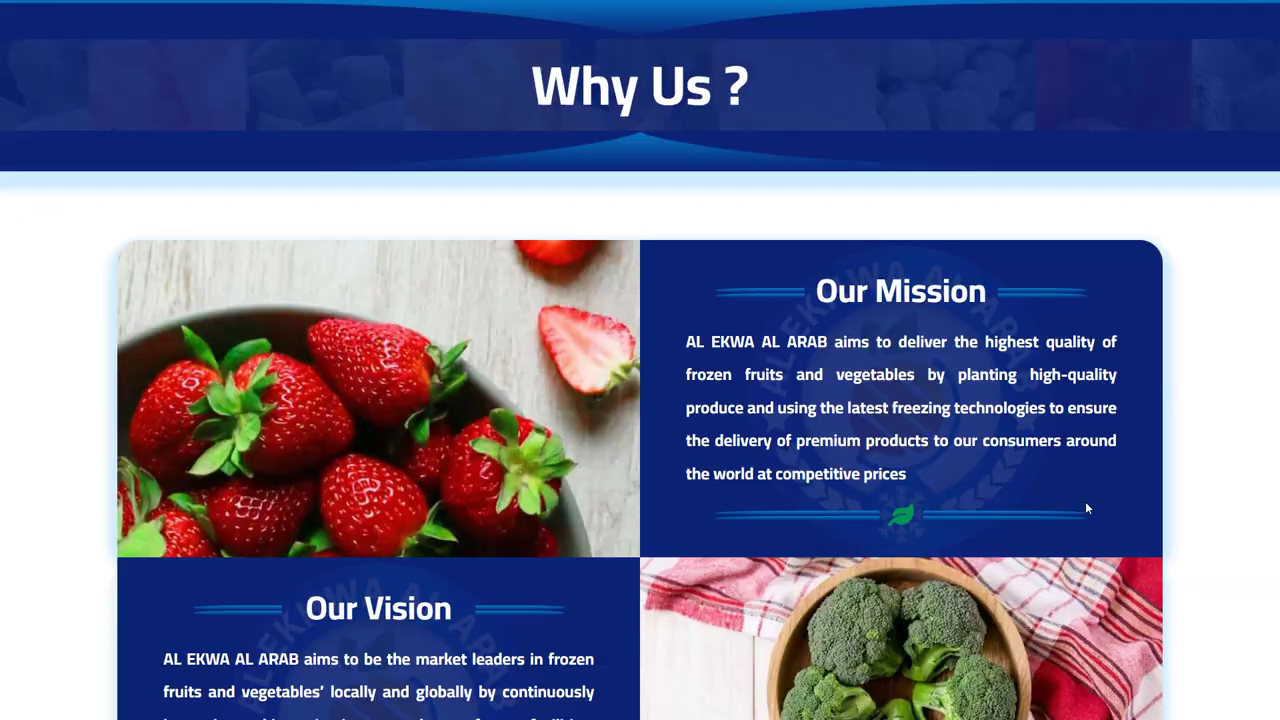 Why Us ?
Our Mission
AL EKWA AL ARAB aims to deliver the highest quality of
frozen fruits and vegetables by planting high-quality
produce and using the latest freezing technologies to ensure
the delivery of premium products to our consumers around
the world at competitive prices
Our Vision
AL EKWA AL ARAB aims to be the market leaders in frozen
fruits and vegetables’ locally and globally by continuously